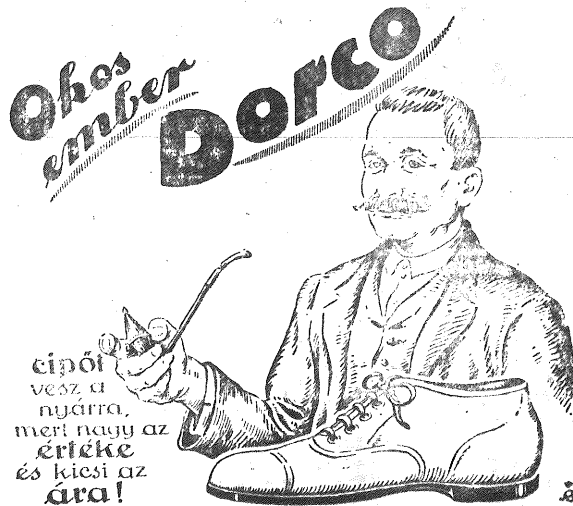 Okos
ember
Dorco
cipőt
vesz a
nyárra,
mert nagy az
értéke
és kicsi az
ára!